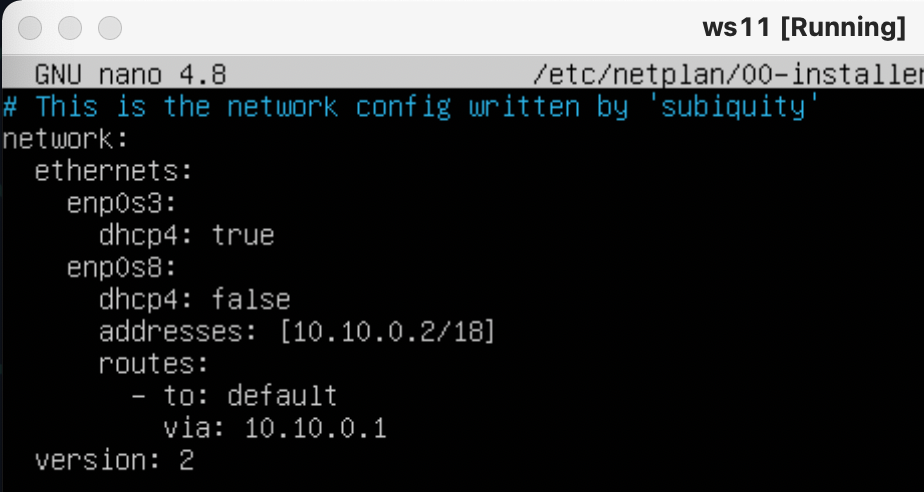 ws11 [Running]
GNU nano 4.8 /etc/netplan/00-installer
# This is the network config written by 'subiquity'
network:
  ethernets:
    enp0s3:
      dhcp4: true
    enp0s8:
      dhcp4: false
      addresses: [10.10.0.2/18]
      routes:
        - to: default
          via: 10.10.0.1
  version: 2